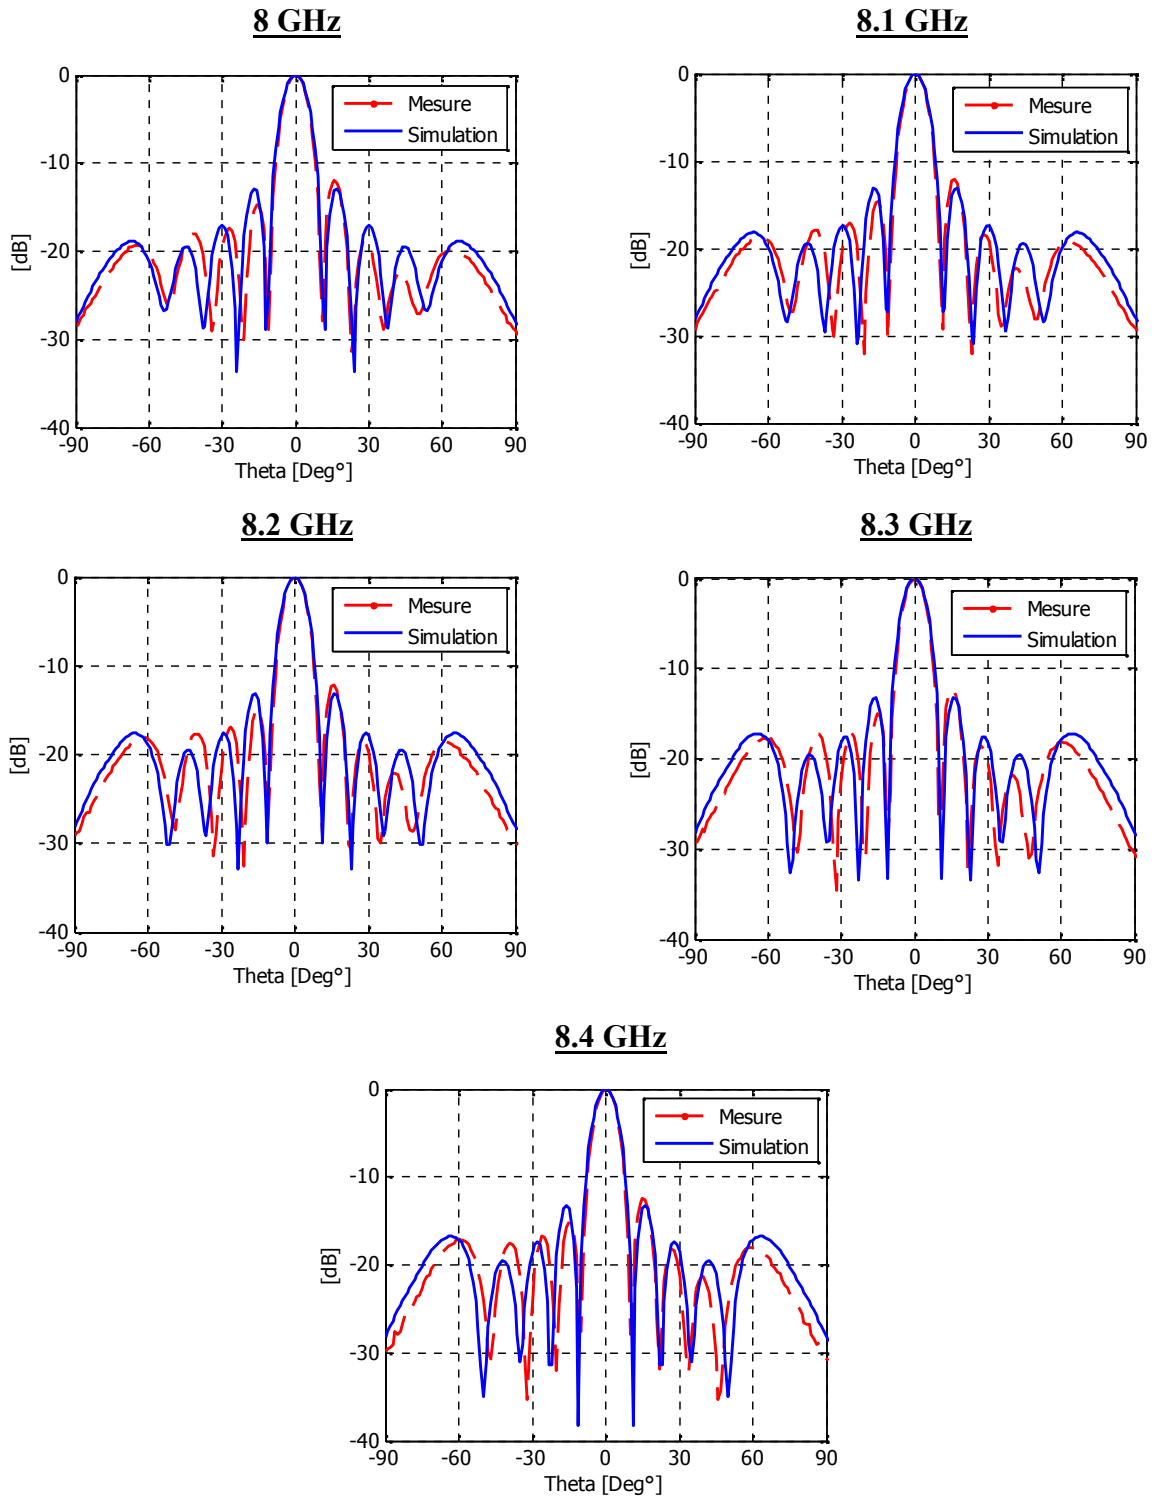 8 GHz
8.1 GHz
0
-10
-20
-30
-40
[dB]
-90 -60 -30 0 30 60 90
Theta [Deg°]
Mesure
Simulation
0
-10
-20
-30
-40
[dB]
-90 -60 -30 0 30 60 90
Theta [Deg°]
Mesure
Simulation
8.2 GHz
8.3 GHz
0
-10
-20
-30
-40
[dB]
-90 -60 -30 0 30 60 90
Theta [Deg°]
Mesure
Simulation
0
-10
-20
-30
-40
[dB]
-90 -60 -30 0 30 60 90
Theta [Deg°]
Mesure
Simulation
8.4 GHz
0
-10
-20
-30
-40
[dB]
-90 -60 -30 0 30 60 90
Theta [Deg°]
Mesure
Simulation